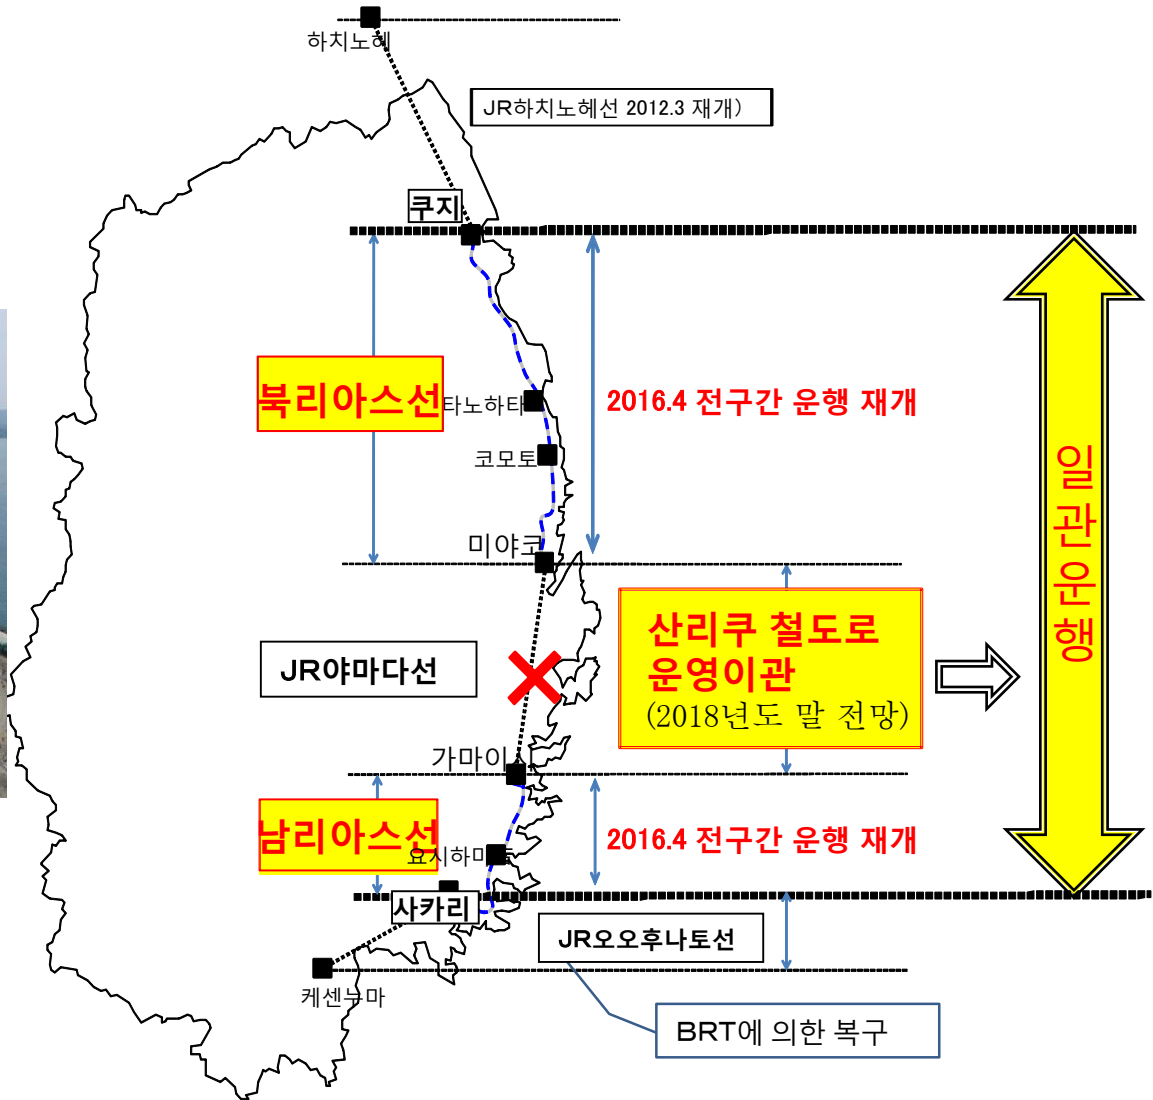 하치노헤
JR하치노헤선 2012.3 재개)
쿠지
북리아스선
타노하타
2016.4 전구간 운행 재개
코모토
미야코
일관운행
산리쿠 철도로
운영이관
(2018년도 말 전망)
JR야마다선
가마이
남리아스선
2016.4 전구간 운행 재개
요시하마
사카리
JR오오후나토선
케센누마
BRT에 의한 복구